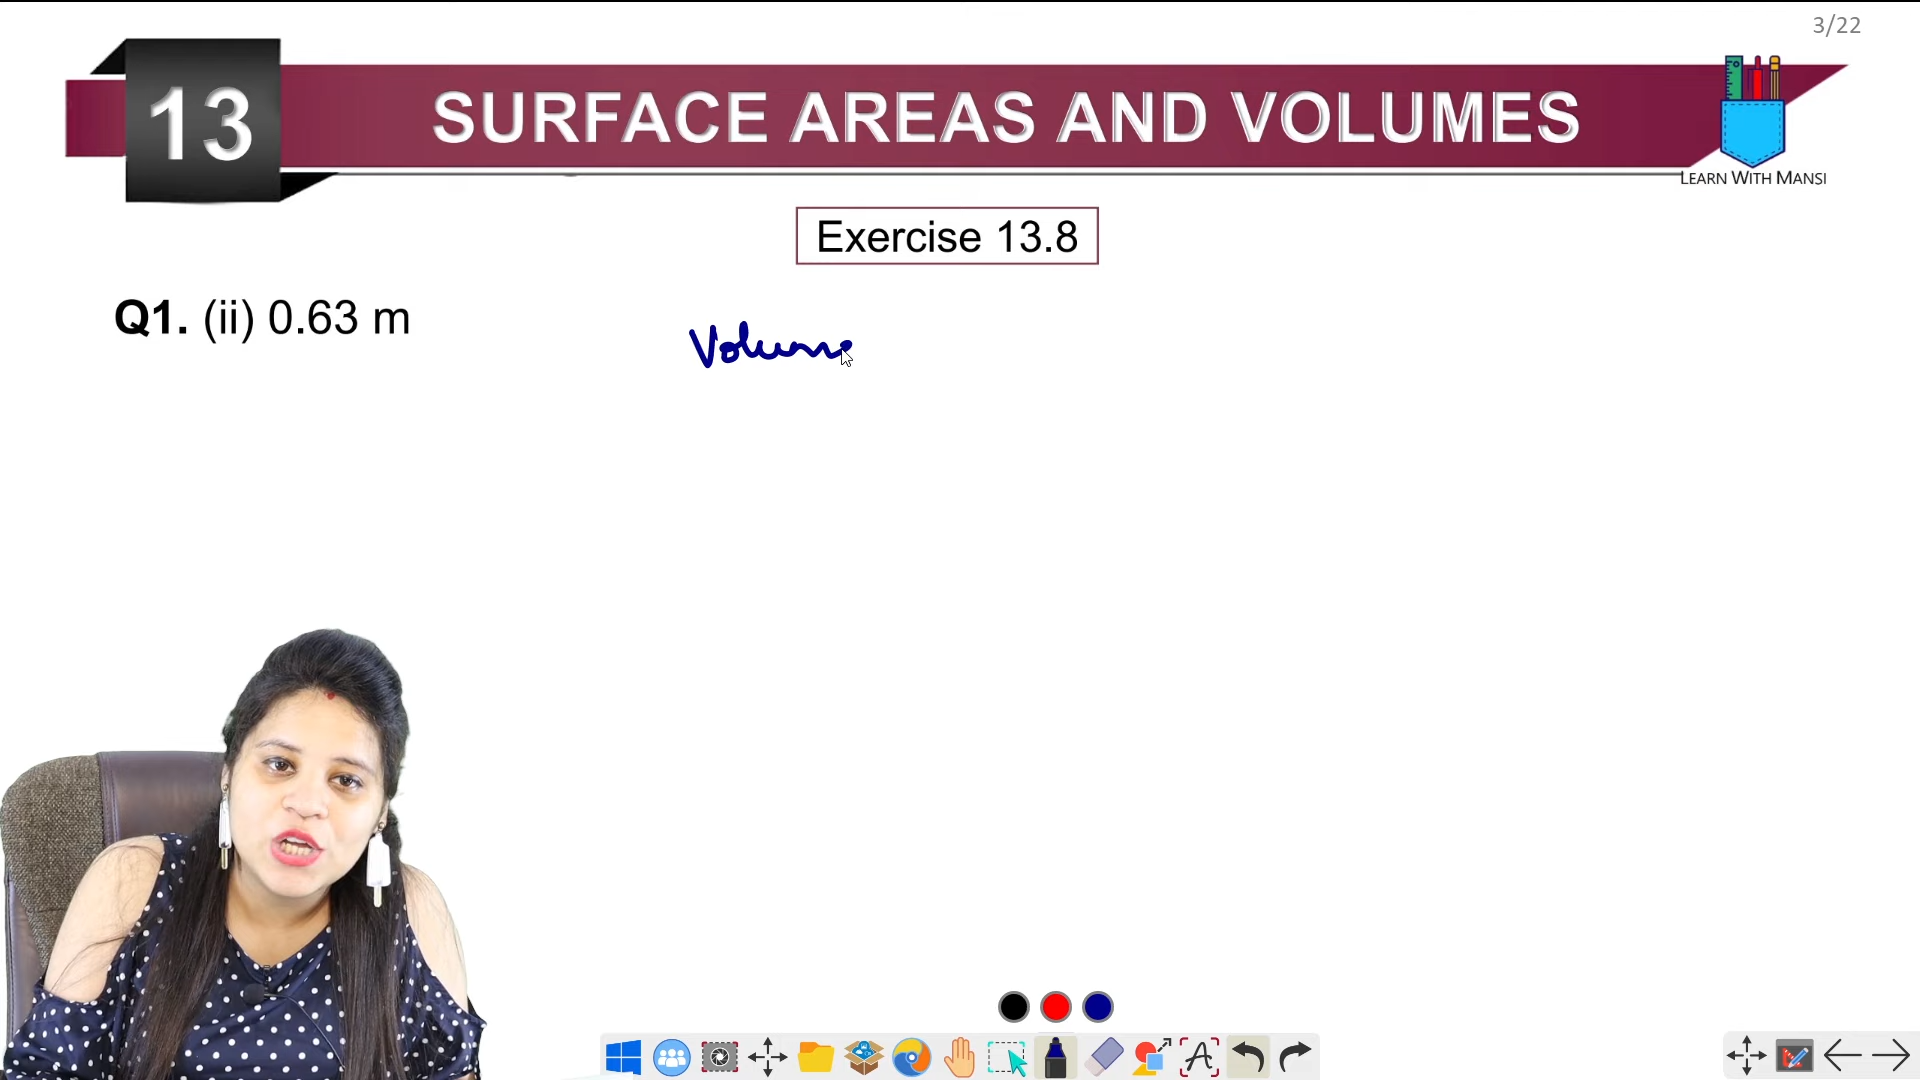 3/22
13
SURFACE AREAS AND VOLUMES
LEARN WITH MANSI
Exercise 13.8
Q1. (ii) 0.63 m
Volume